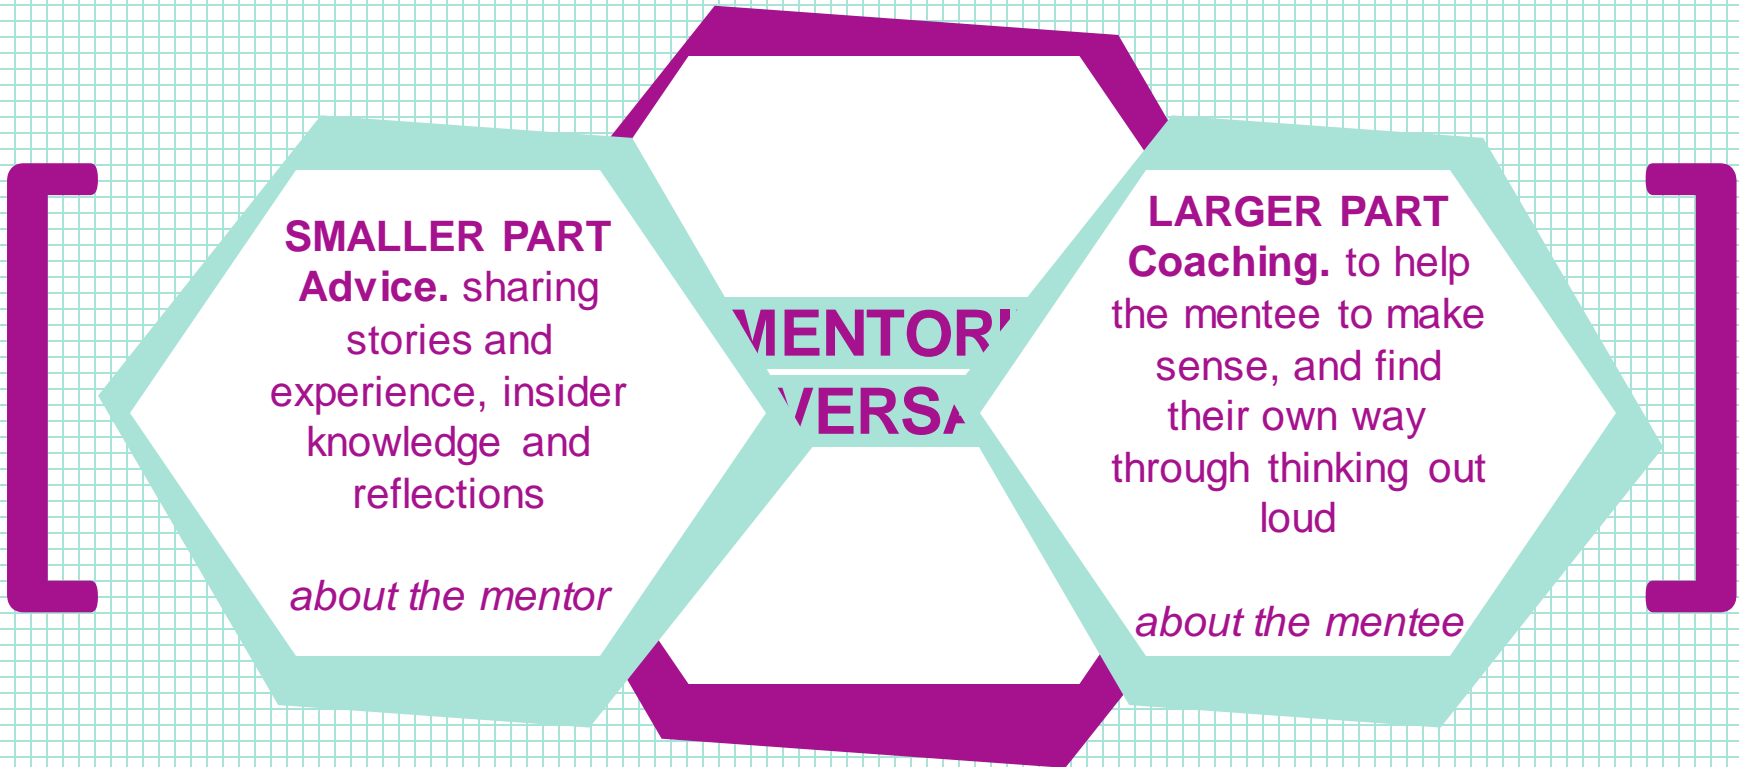 SMALLER PART
Advice. sharing
stories and
experience, insider
knowledge and
reflections
about the mentor
LARGER PART
Coaching. to help
the mentee to make
sense, and find
their own way
through thinking out
loud
about the mentee